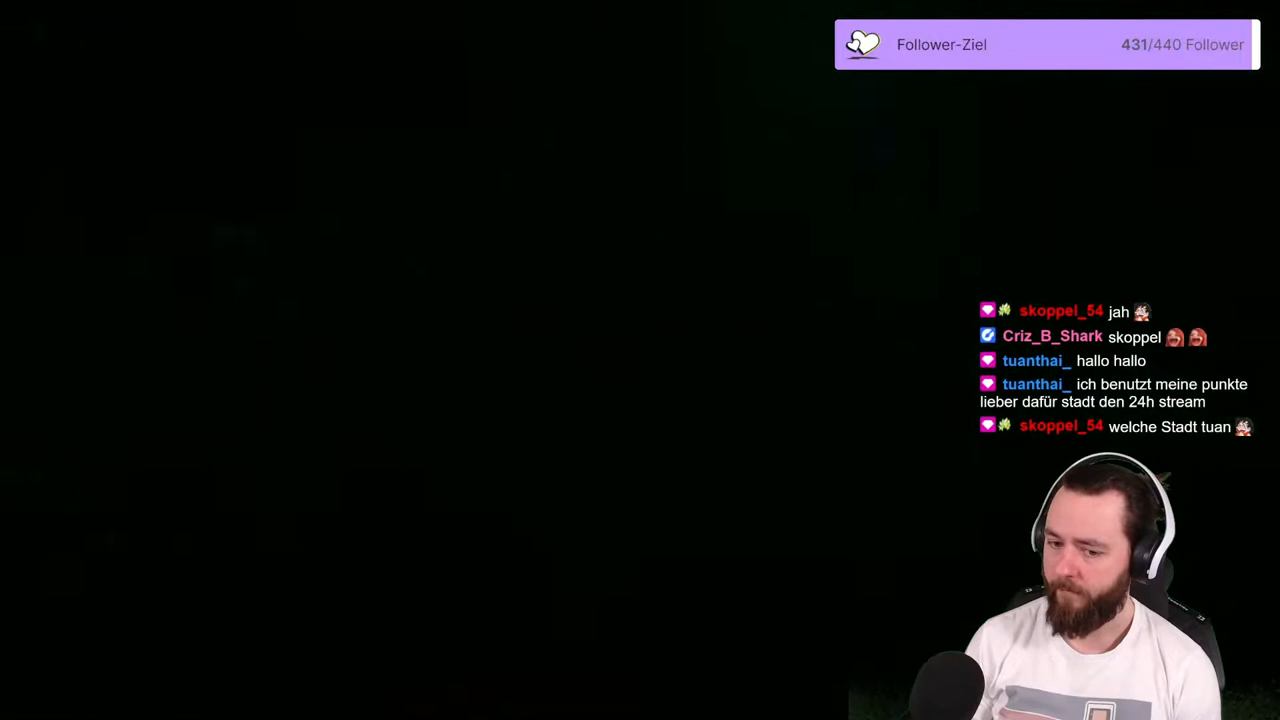 Follower-Ziel 431/440 Follower
skoppel_54 jah
Criz_B_Shark skoppel
tuanthai_ hallo hallo
tuanthai_ ich benutzt meine punkte
lieber dafür stadt den 24h stream
skoppel_54 welche Stadt tuan